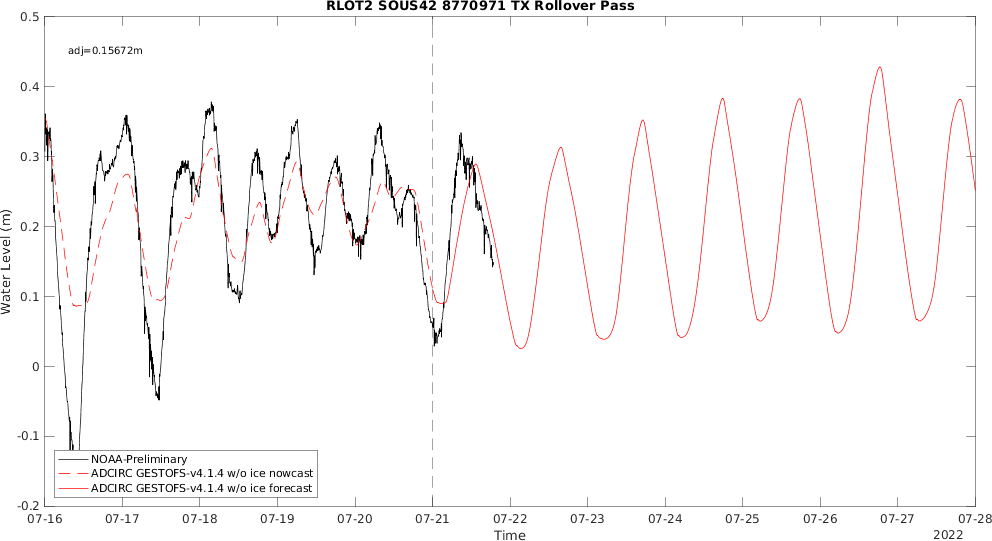 RLOT2 SOUS42 8770971 TX Rollover Pass
0.5
adj=0.15672m
0.4
0.3
0.2
0.1
0
-0.1
-0.2
Water Level (m)
NOAA-Preliminary
ADCIRC GESTOFS-v4.1.4 w/o ice nowcast
ADCIRC GESTOFS-v4.1.4 w/o ice forecast
07-16 07-17 07-18 07-19 07-20 07-21 07-22 07-23 07-24 07-25 07-26 07-27 07-28
Time
2022